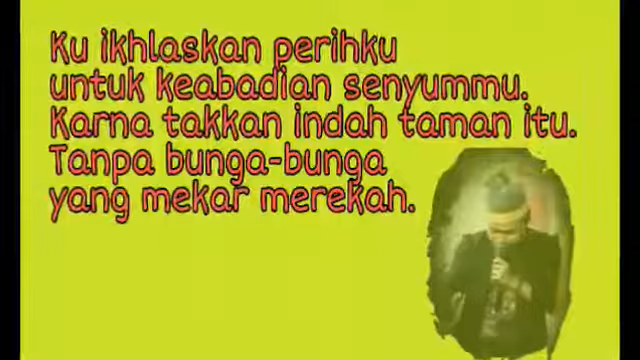 Ku ikhlaskan perihku
untuk keabadian senyummu.
Karna takkan indah taman itu.
Tanpa bunga-bunga
yang mekar merekah.